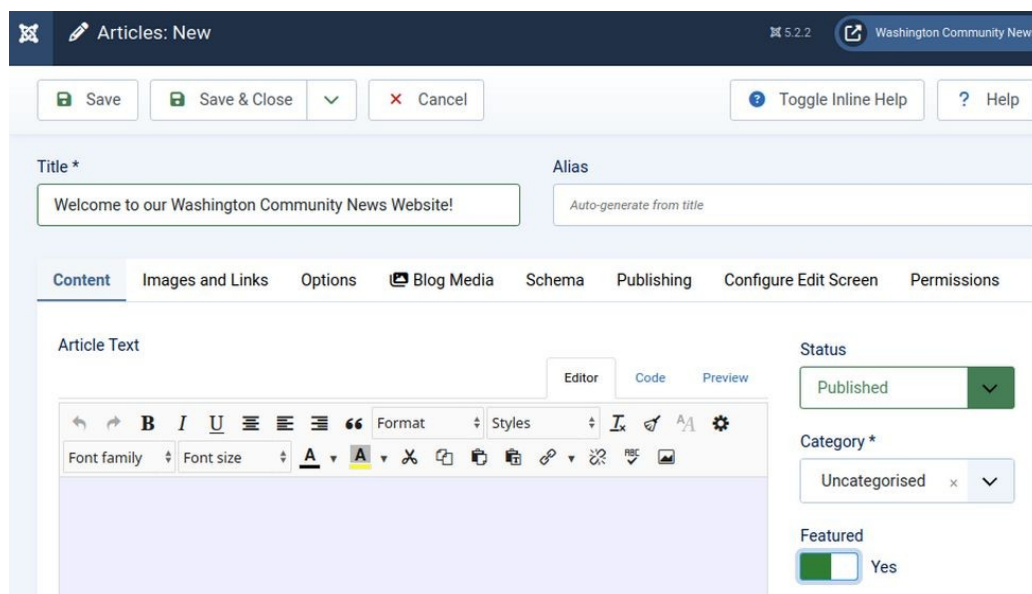 Articles: New
5.2.2
Washington Community New
Save
Save & Close
Cancel
Toggle Inline Help
? Help
Title *
Alias
Welcome to our Washington Community News Website!
Auto-generate from title
Content
Images and Links
Options
Blog Media
Schema
Publishing
Configure Edit Screen
Permissions
Article Text
Status
Editor
Code
Preview
Published
B I U
Format
Styles
Category *
Font family
Font size
A
A
ABC
Uncategorised
Featured
Yes